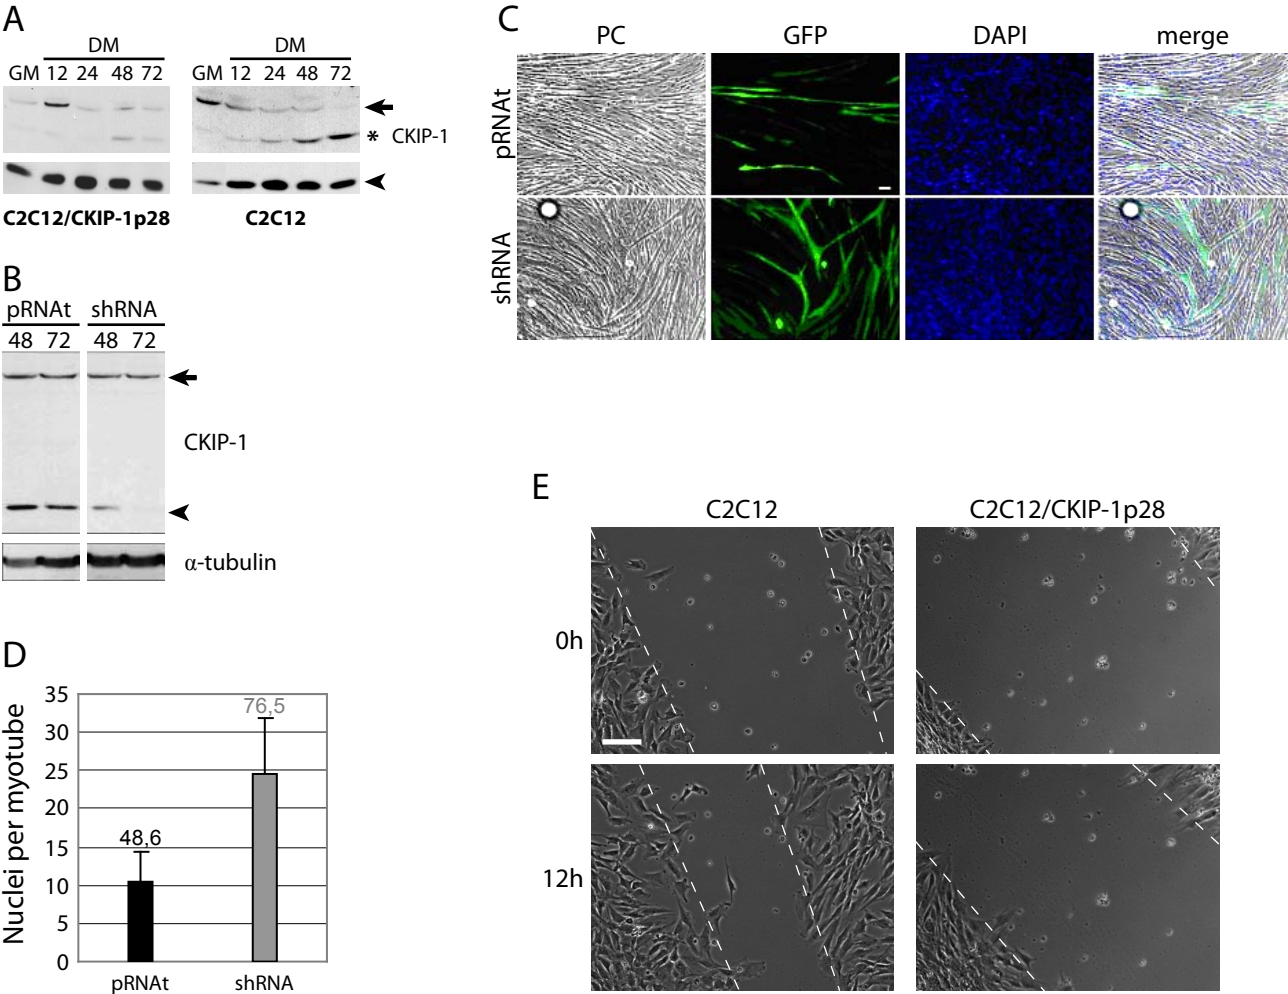 A
DM DM
GM 12 24 48 72 GM 12 24 48 72
* CKIP-1
C2C12/CKIP-1p28 C2C12
B
pRNAt shRNA
48 72 48 72
CKIP-1
α-tubulin
C
PC GFP DAPI merge
pRNAt
shRNA
D
Nuclei per myotube
35
30
25
20
15
10
5
0
48,6
76,5
pRNAt shRNA
E
C2C12 C2C12/CKIP-1p28
0h
12h